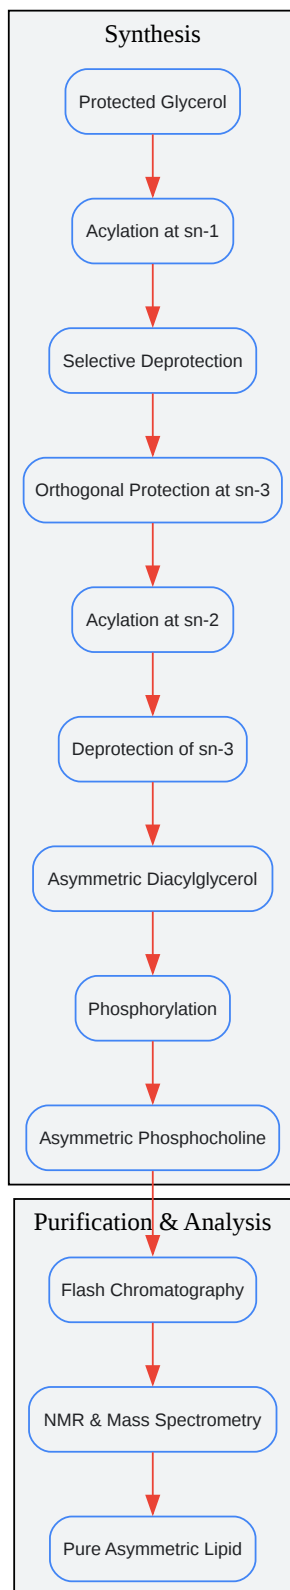 Synthesis
Protected Glycerol
Acylation at sn-1
Selective Deprotection
Orthogonal Protection at sn-3
Acylation at sn-2
Deprotection of sn-3
Asymmetric Diacylglycerol
Phosphorylation
Asymmetric Phosphocholine
Purification & Analysis
Flash Chromatography
NMR & Mass Spectrometry
Pure Asymmetric Lipid